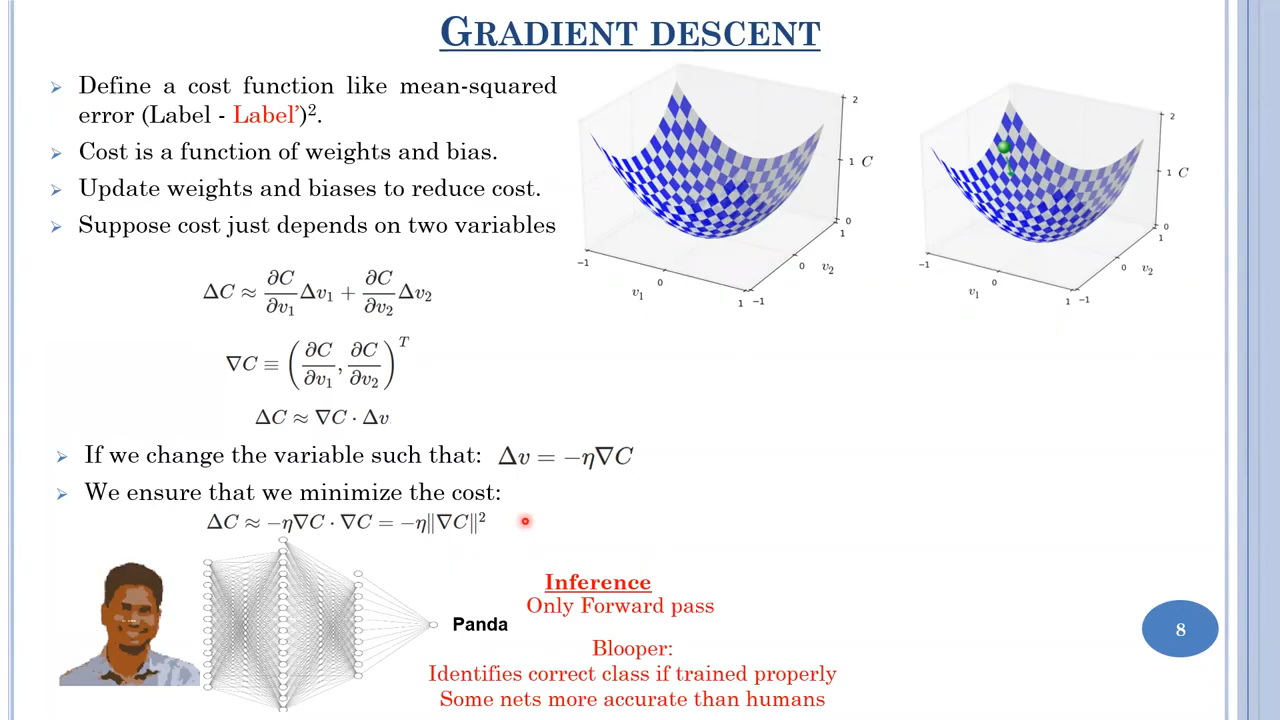 GRADIENT DESCENT
Define a cost function like mean-squared
error (Label - Label’)².
Cost is a function of weights and bias.
Update weights and biases to reduce cost.
Suppose cost just depends on two variables
ΔC ≈ ∂C/∂v₁ Δv₁ + ∂C/∂v₂ Δv₂
∇C ≡ (∂C/∂v₁, ∂C/∂v₂)ᵀ
ΔC ≈ ∇C · Δv
If we change the variable such that: Δv = −η∇C
We ensure that we minimize the cost:
ΔC ≈ −η∇C · ∇C = −η‖∇C‖²
2
1 C
0
1
0 v₂
−1
0
v₁
1 −1
2
1 C
0
1
0 v₂
−1
0
v₁
1 −1
Panda
Inference
Only Forward pass
Blooper:
Identifies correct class if trained properly
Some nets more accurate than humans
8